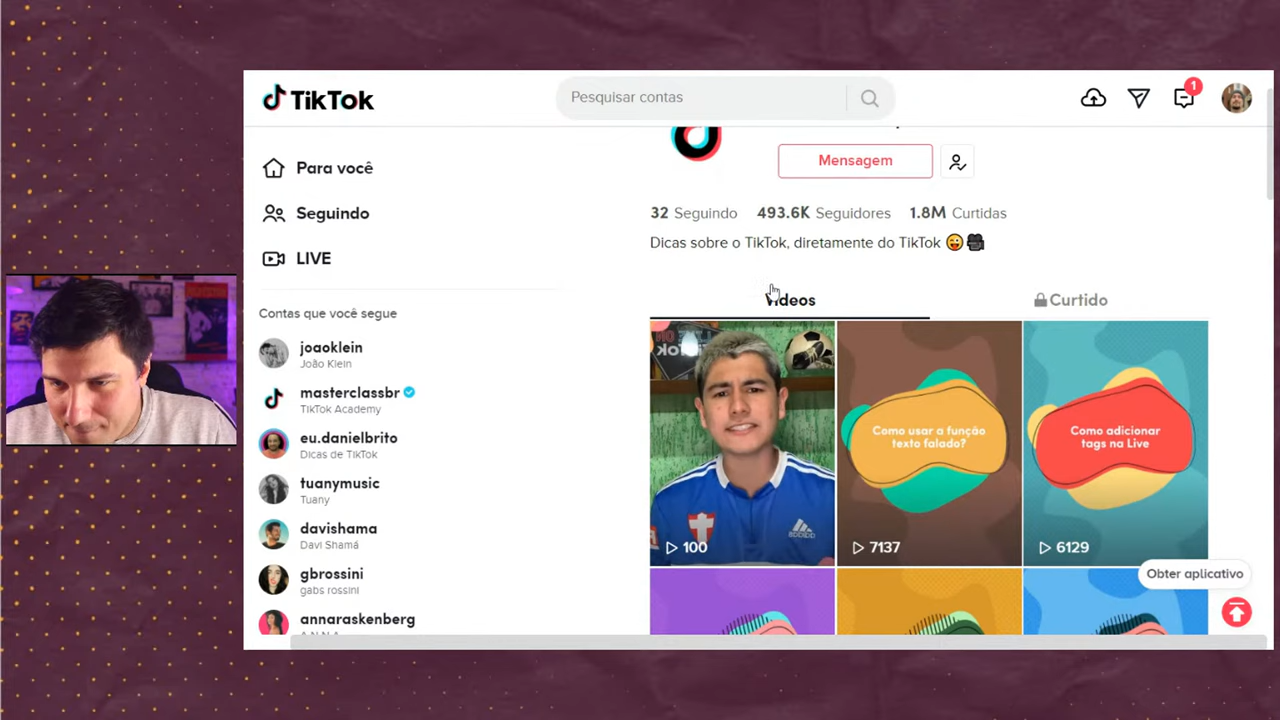 TikTok
Pesquisar contas
1
Para você
Seguindo
LIVE
Contas que você segue
joaoklein
João Klein
masterclassbr
TikTok Academy
eu.danielbrito
Dicas de TikTok
tuanymusic
Tuany
davishama
Davi Shamá
gbrossini
gabs rossini
annaraskenberg
Mensagem
32 Seguindo 493.6K Seguidores 1.8M Curtidas
Dicas sobre o TikTok, diretamente do TikTok 😜🎥
Vídeos
Curtido
100
Como usar a função
texto falado?
7137
Como adicionar
tags na Live
6129
Obter aplicativo